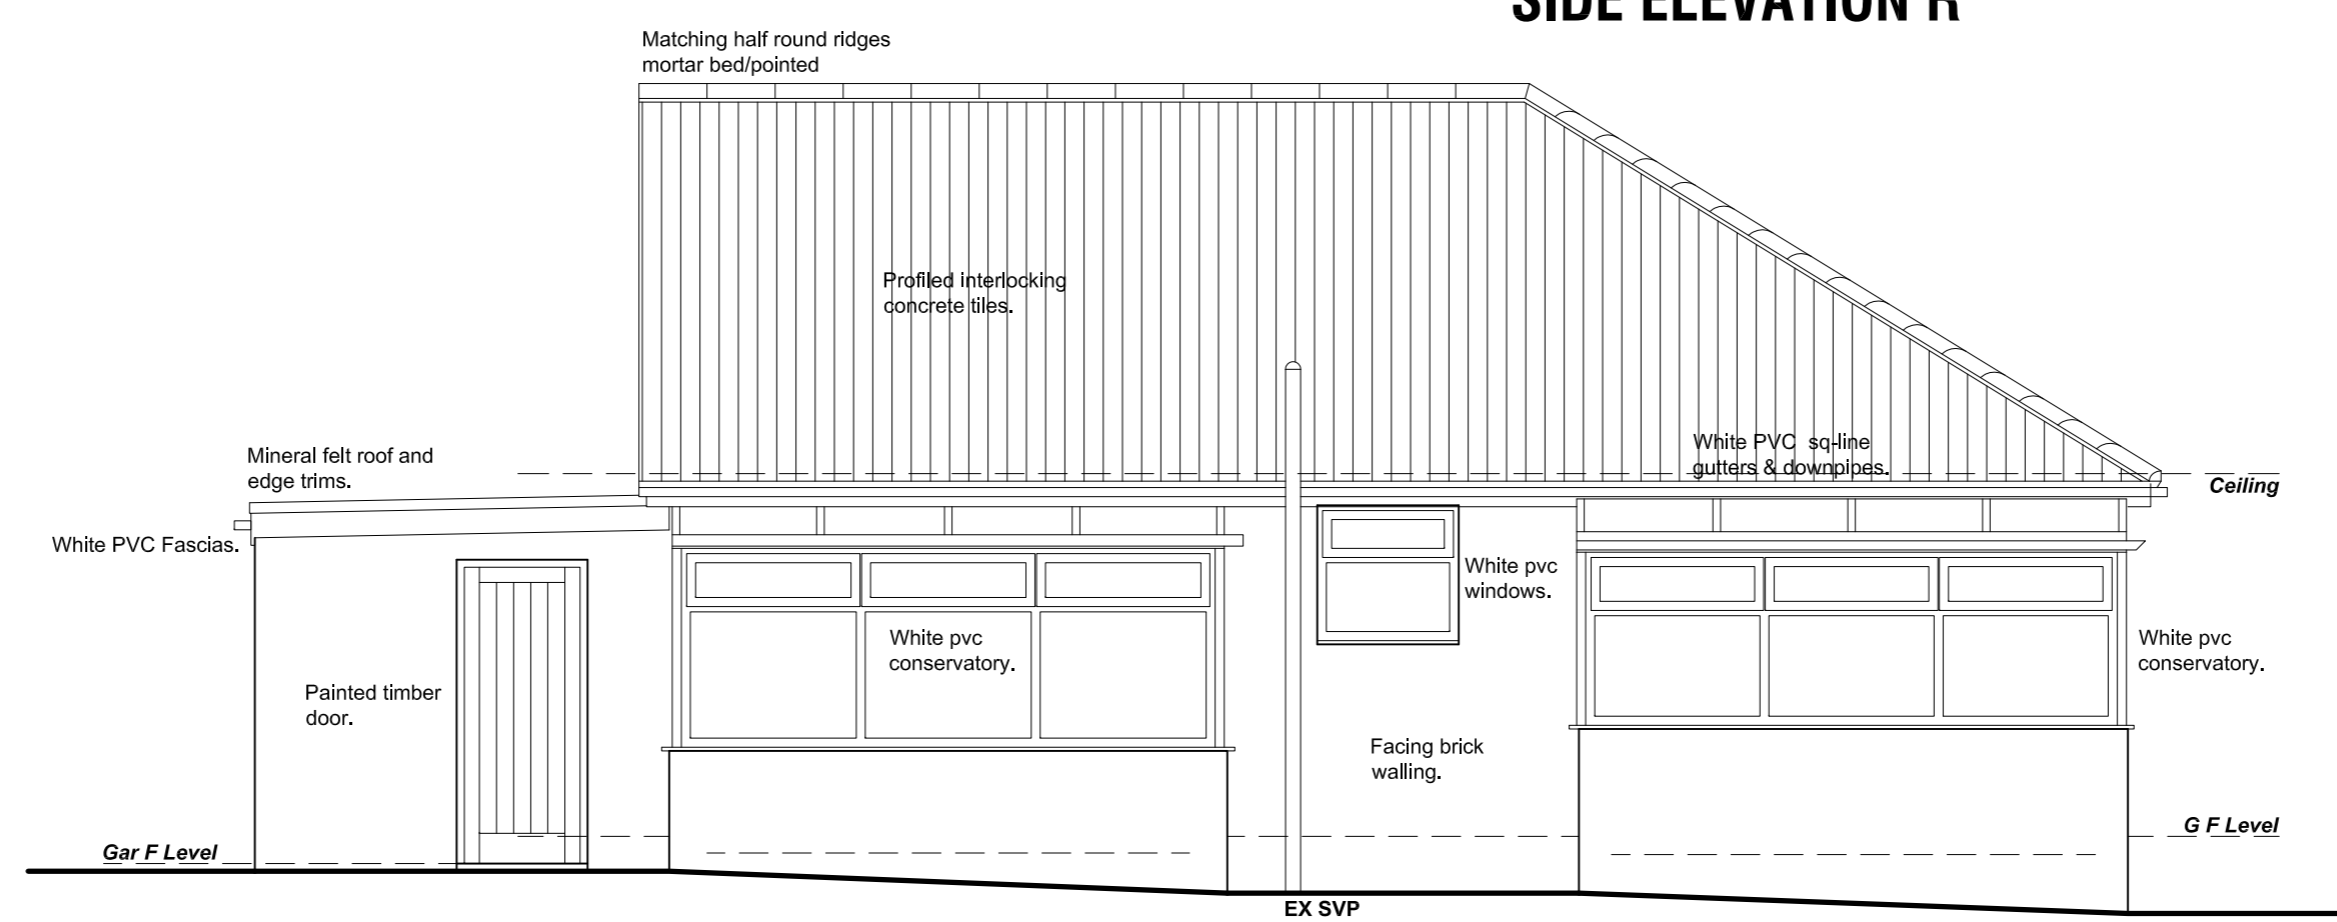 SIDE ELEVATION R
Matching half round ridges
mortar bed/pointed
Profiled interlocking
concrete tiles.
White PVC sq-line
gutters & downpipes.
Mineral felt roof and
edge trims.
Ceiling
White PVC Fascias.
White pvc
windows.
White pvc
conservatory.
White pvc
conservatory.
Painted timber
door.
Facing brick
walling.
G F Level
Gar F Level
EX SVP